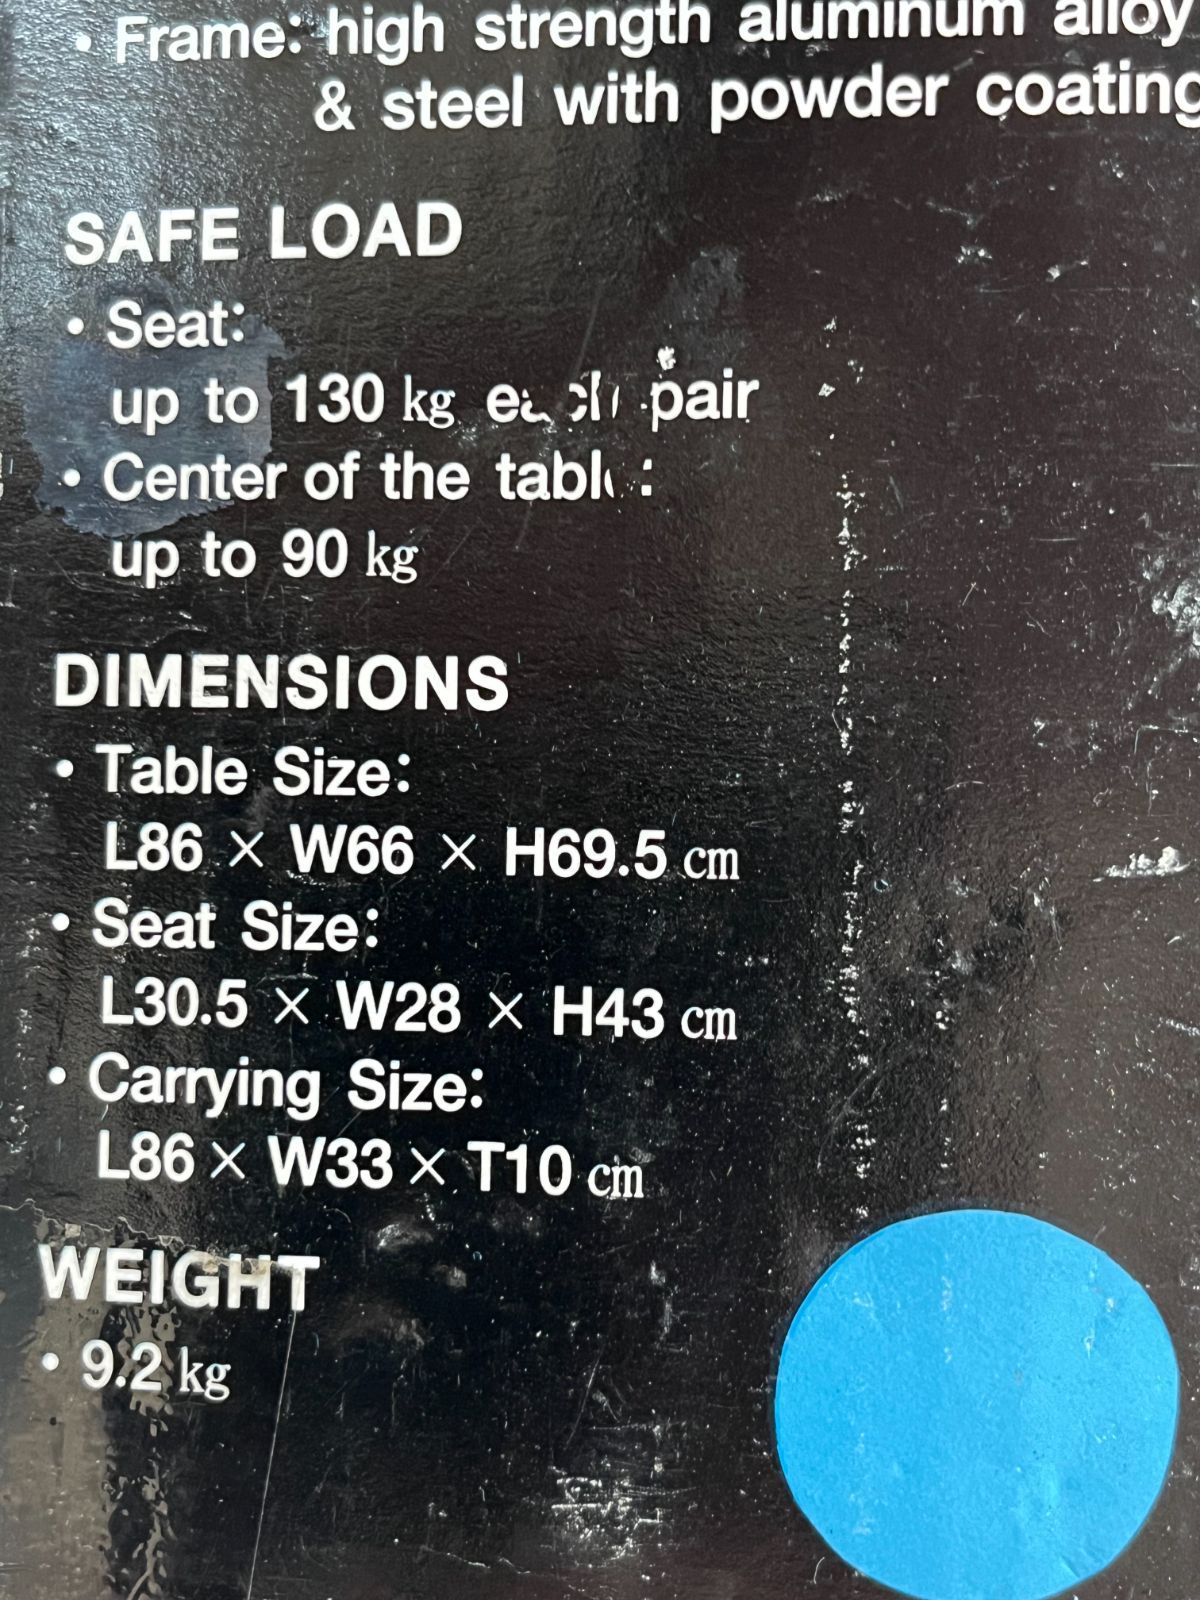 • Frame: high strength aluminum alloy
& steel with powder coating
SAFE LOAD
• Seat:
up to 130 kg each pair
• Center of the table:
up to 90 kg
DIMENSIONS
• Table Size:
L86 × W66 × H69.5 cm
• Seat Size:
L30.5 × W28 × H43 cm
• Carrying Size:
L86 × W33 × T10 cm
WEIGHT
• 9.2 kg